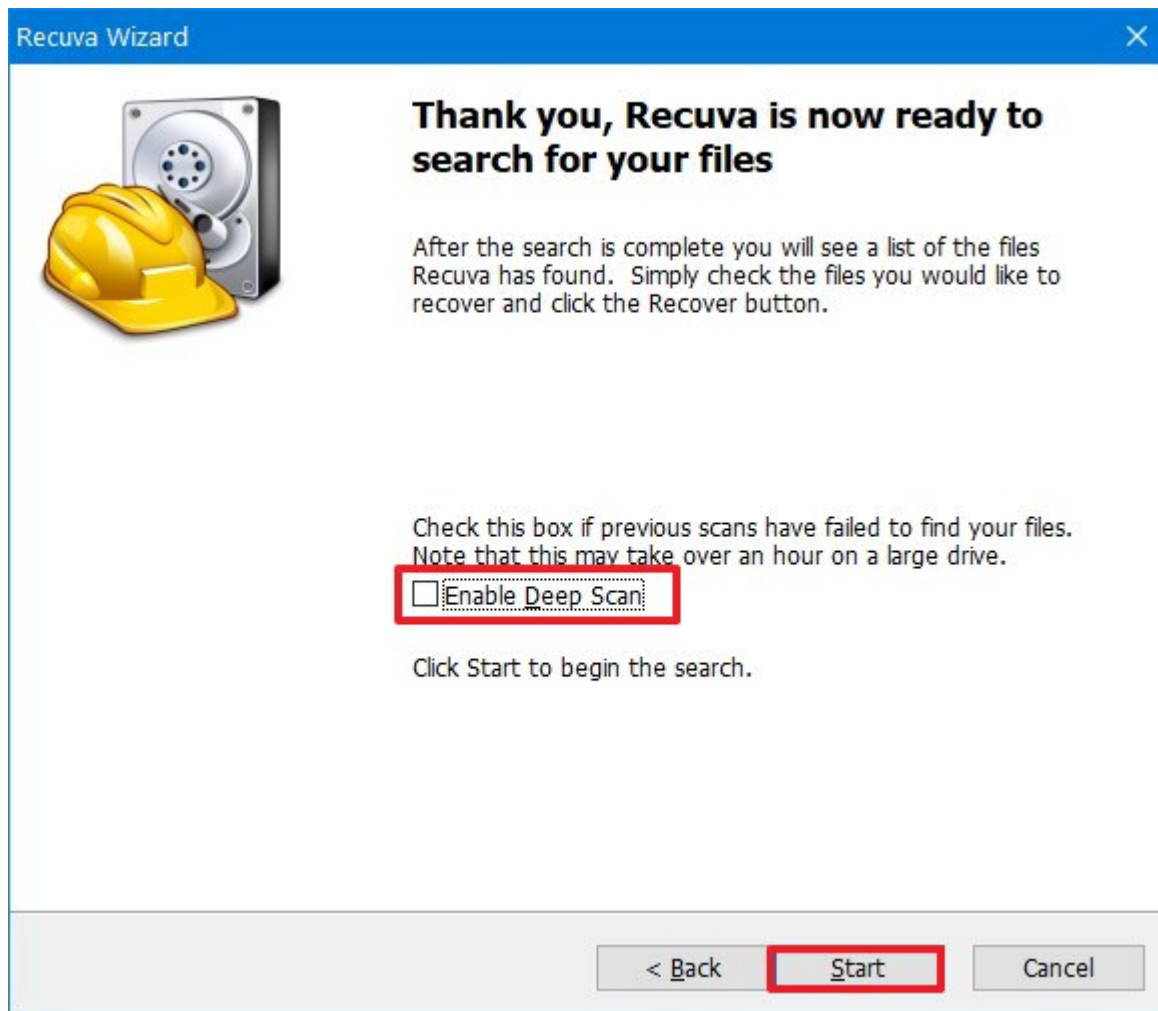 Recuva Wizard
Thank you, Recuva is now ready to
search for your files
After the search is complete you will see a list of the files
Recuva has found.  Simply check the files you would like to
recover and click the Recover button.
Check this box if previous scans have failed to find your files.
Note that this may take over an hour on a large drive.
Enable Deep Scan
Click Start to begin the search.
< Back
Start
Cancel